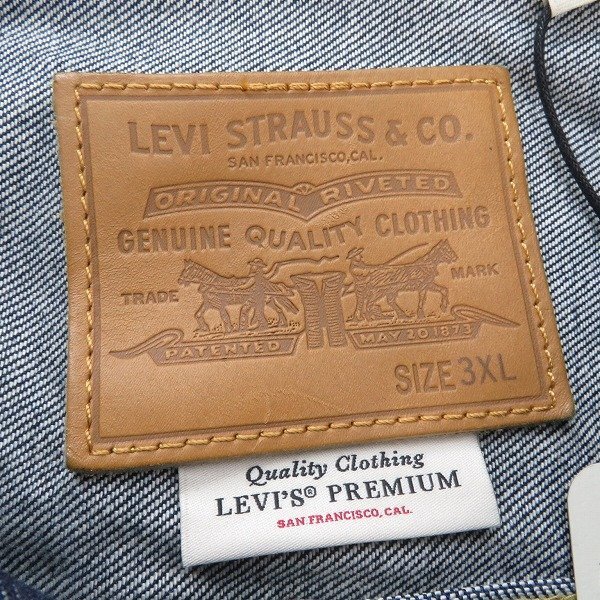 LEVI STRAUSS & CO.
SAN FRANCISCO, CAL.
ORIGINAL RIVETED
GENUINE QUALITY CLOTHING
TRADE MARK
PATENTED MAY 20 1873
SIZE 3XL
Quality Clothing
LEVI'S® PREMIUM
SAN FRANCISCO, CAL.